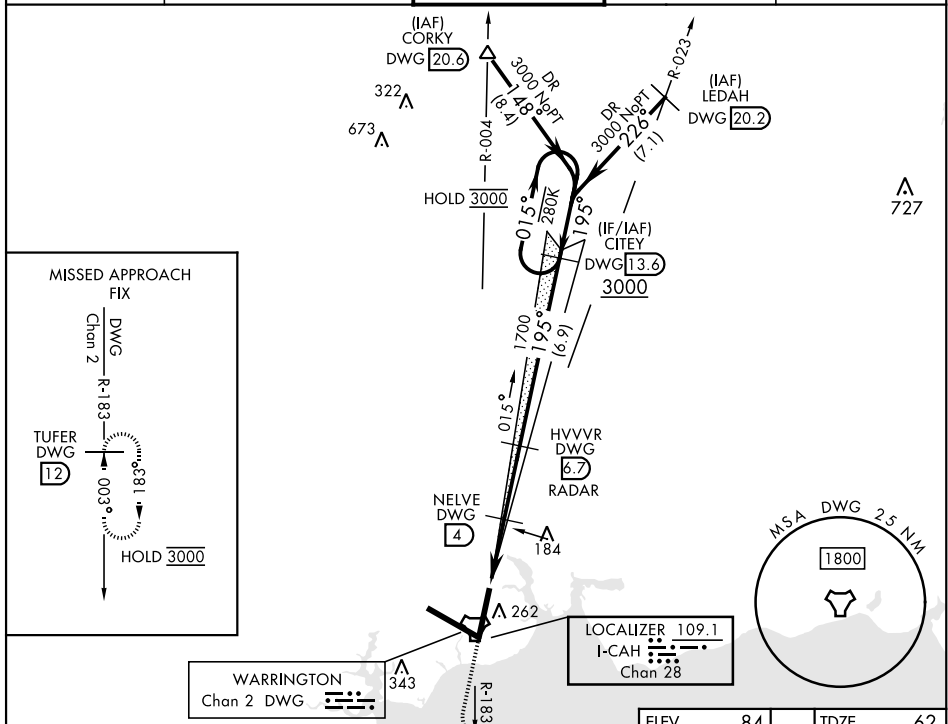 (IAF)
CORKY
DWG 20.6
DR
3000 NoPT
148°
(8.4)
R-004
R-023
(IAF)
LEDAH
DWG 20.2
DR
3000 NoPT
226°
(7.1)
322
673
727
HOLD 3000
015°
280K
195°
(IF/IAF)
CITEY
DWG 13.6
3000
1700
195°
(6.9)
015°
HVVVR
DWG
6.7
RADAR
NELVE
DWG
4
184
262
343
MISSED APPROACH
FIX
DWG
Chan 2
R-183
TUFER
DWG
12
003°
183°
HOLD 3000
MSA DWG 25 NM
1800
LOCALIZER 109.1
I-CAH
Chan 28
WARRINGTON
Chan 2 DWG
R-183
ELEV 84
TDZE 62